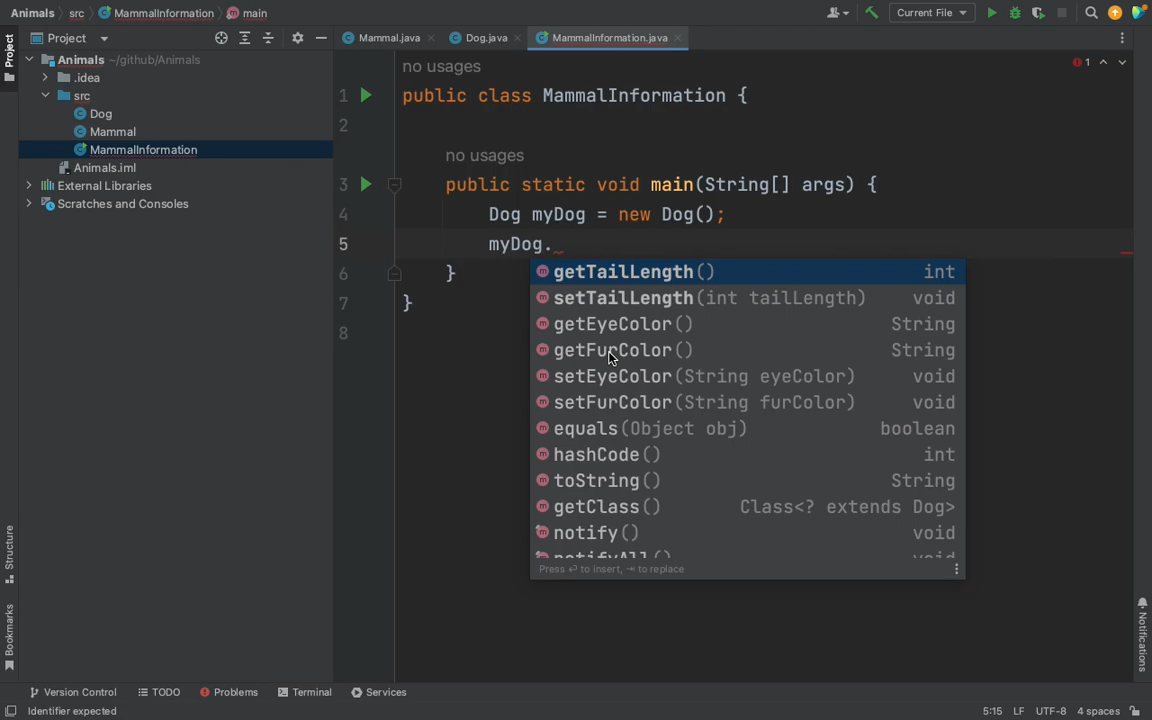 Animals src MammalInformation main
Current File
Project
Mammal.java Dog.java MammalInformation.java
Project
Animals ~/github/Animals
.idea
src
Dog
Mammal
MammalInformation
Animals.iml
External Libraries
Scratches and Consoles
Structure
Bookmarks
no usages
1
1 public class MammalInformation {
2
no usages
3 public static void main(String[] args) {
4 Dog myDog = new Dog();
5 myDog.
6 }
7 }
8
getTailLength() int
setTailLength(int tailLength) void
getEyeColor() String
getFurColor() String
setEyeColor(String eyeColor) void
setFurColor(String furColor) void
equals(Object obj) boolean
hashCode() int
toString() String
getClass() Class<? extends Dog>
notify() void
notifyAll() void
Press ↵ to insert, ⇥ to replace
Notifications
Version Control TODO Problems Terminal Services
Identifier expected 5:15 LF UTF-8 4 spaces